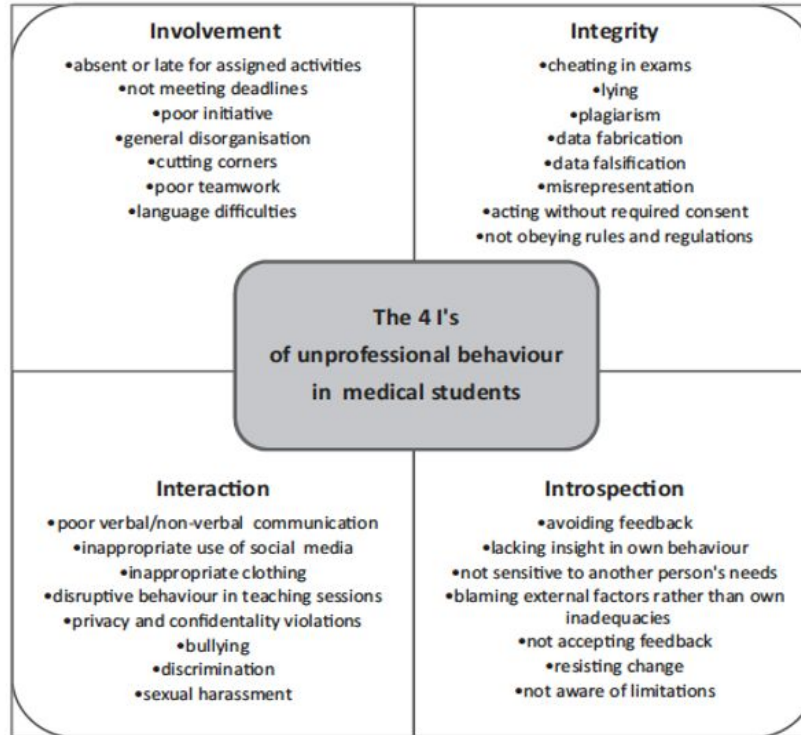 Involvement
•absent or late for assigned activities
•not meeting deadlines
•poor initiative
•general disorganisation
•cutting corners
•poor teamwork
•language difficulties
Integrity
•cheating in exams
•lying
•plagiarism
•data fabrication
•data falsification
•misrepresentation
•acting without required consent
•not obeying rules and regulations
The 4 I's
of unprofessional behaviour
in medical students
Interaction
•poor verbal/non-verbal communication
•inappropriate use of social media
•inappropriate clothing
•disruptive behaviour in teaching sessions
•privacy and confidentality violations
•bullying
•discrimination
•sexual harassment
Introspection
•avoiding feedback
•lacking insight in own behaviour
•not sensitive to another person's needs
•blaming external factors rather than own
inadequacies
•not accepting feedback
•resisting change
•not aware of limitations